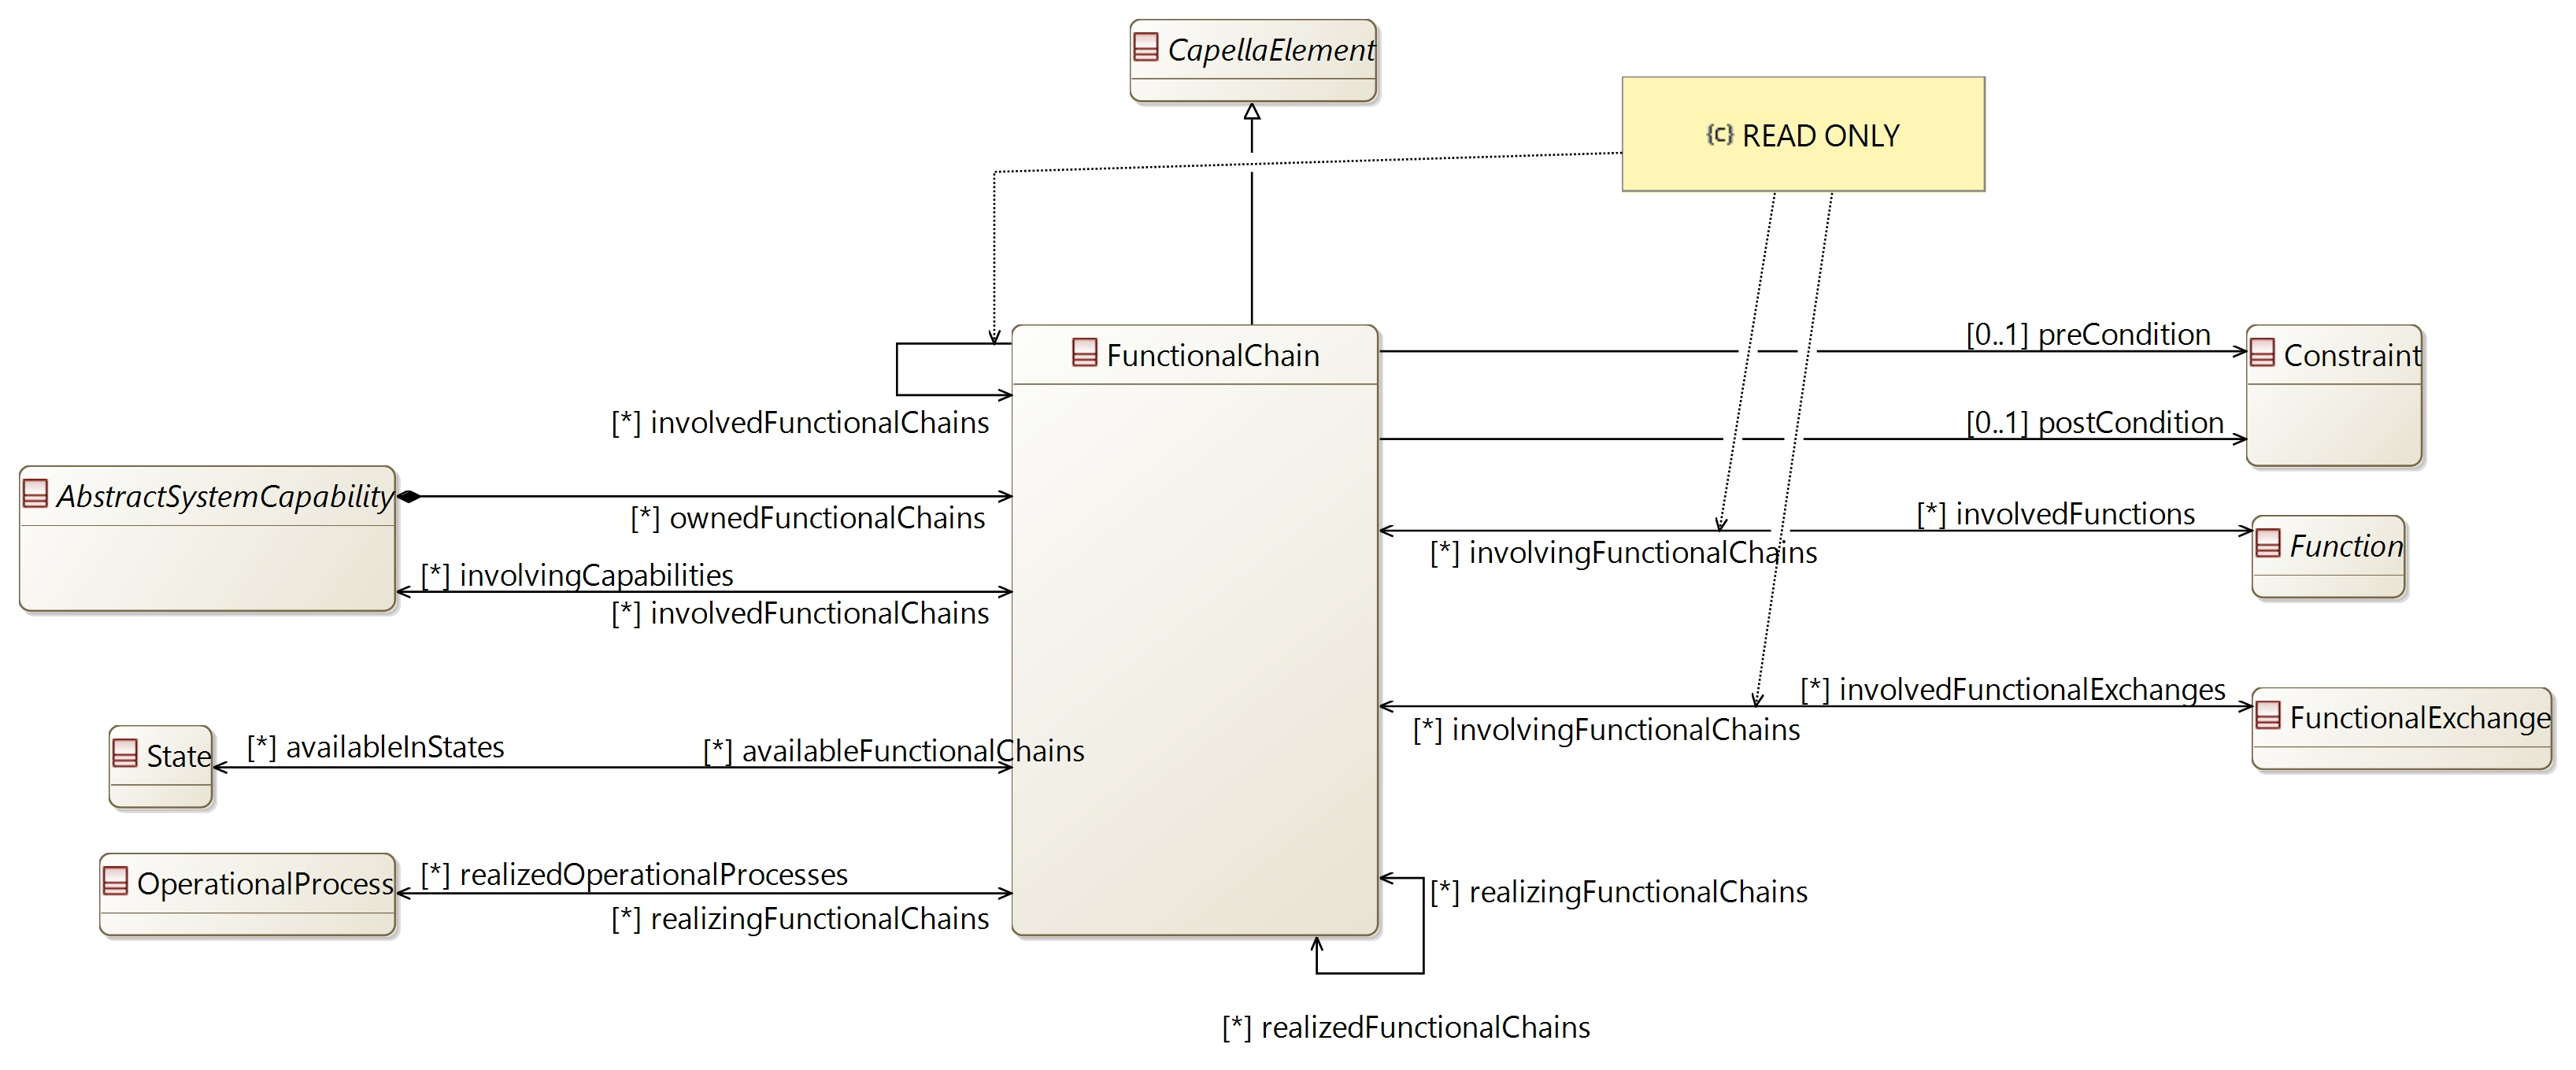 CapellaElement
{c} READ ONLY
FunctionalChain
[0..1] preCondition
Constraint
[*] involvedFunctionalChains
[0..1] postCondition
AbstractSystemCapability
[*] ownedFunctionalChains
[*] involvedFunctions
Function
[*] involvingFunctionalChains
[*] involvingCapabilities
[*] involvedFunctionalChains
[*] involvedFunctionalExchanges
FunctionalExchange
[*] involvingFunctionalChains
State
[*] availableInStates
[*] availableFunctionalChains
OperationalProcess
[*] realizedOperationalProcesses
[*] realizingFunctionalChains
[*] realizingFunctionalChains
[*] realizedFunctionalChains